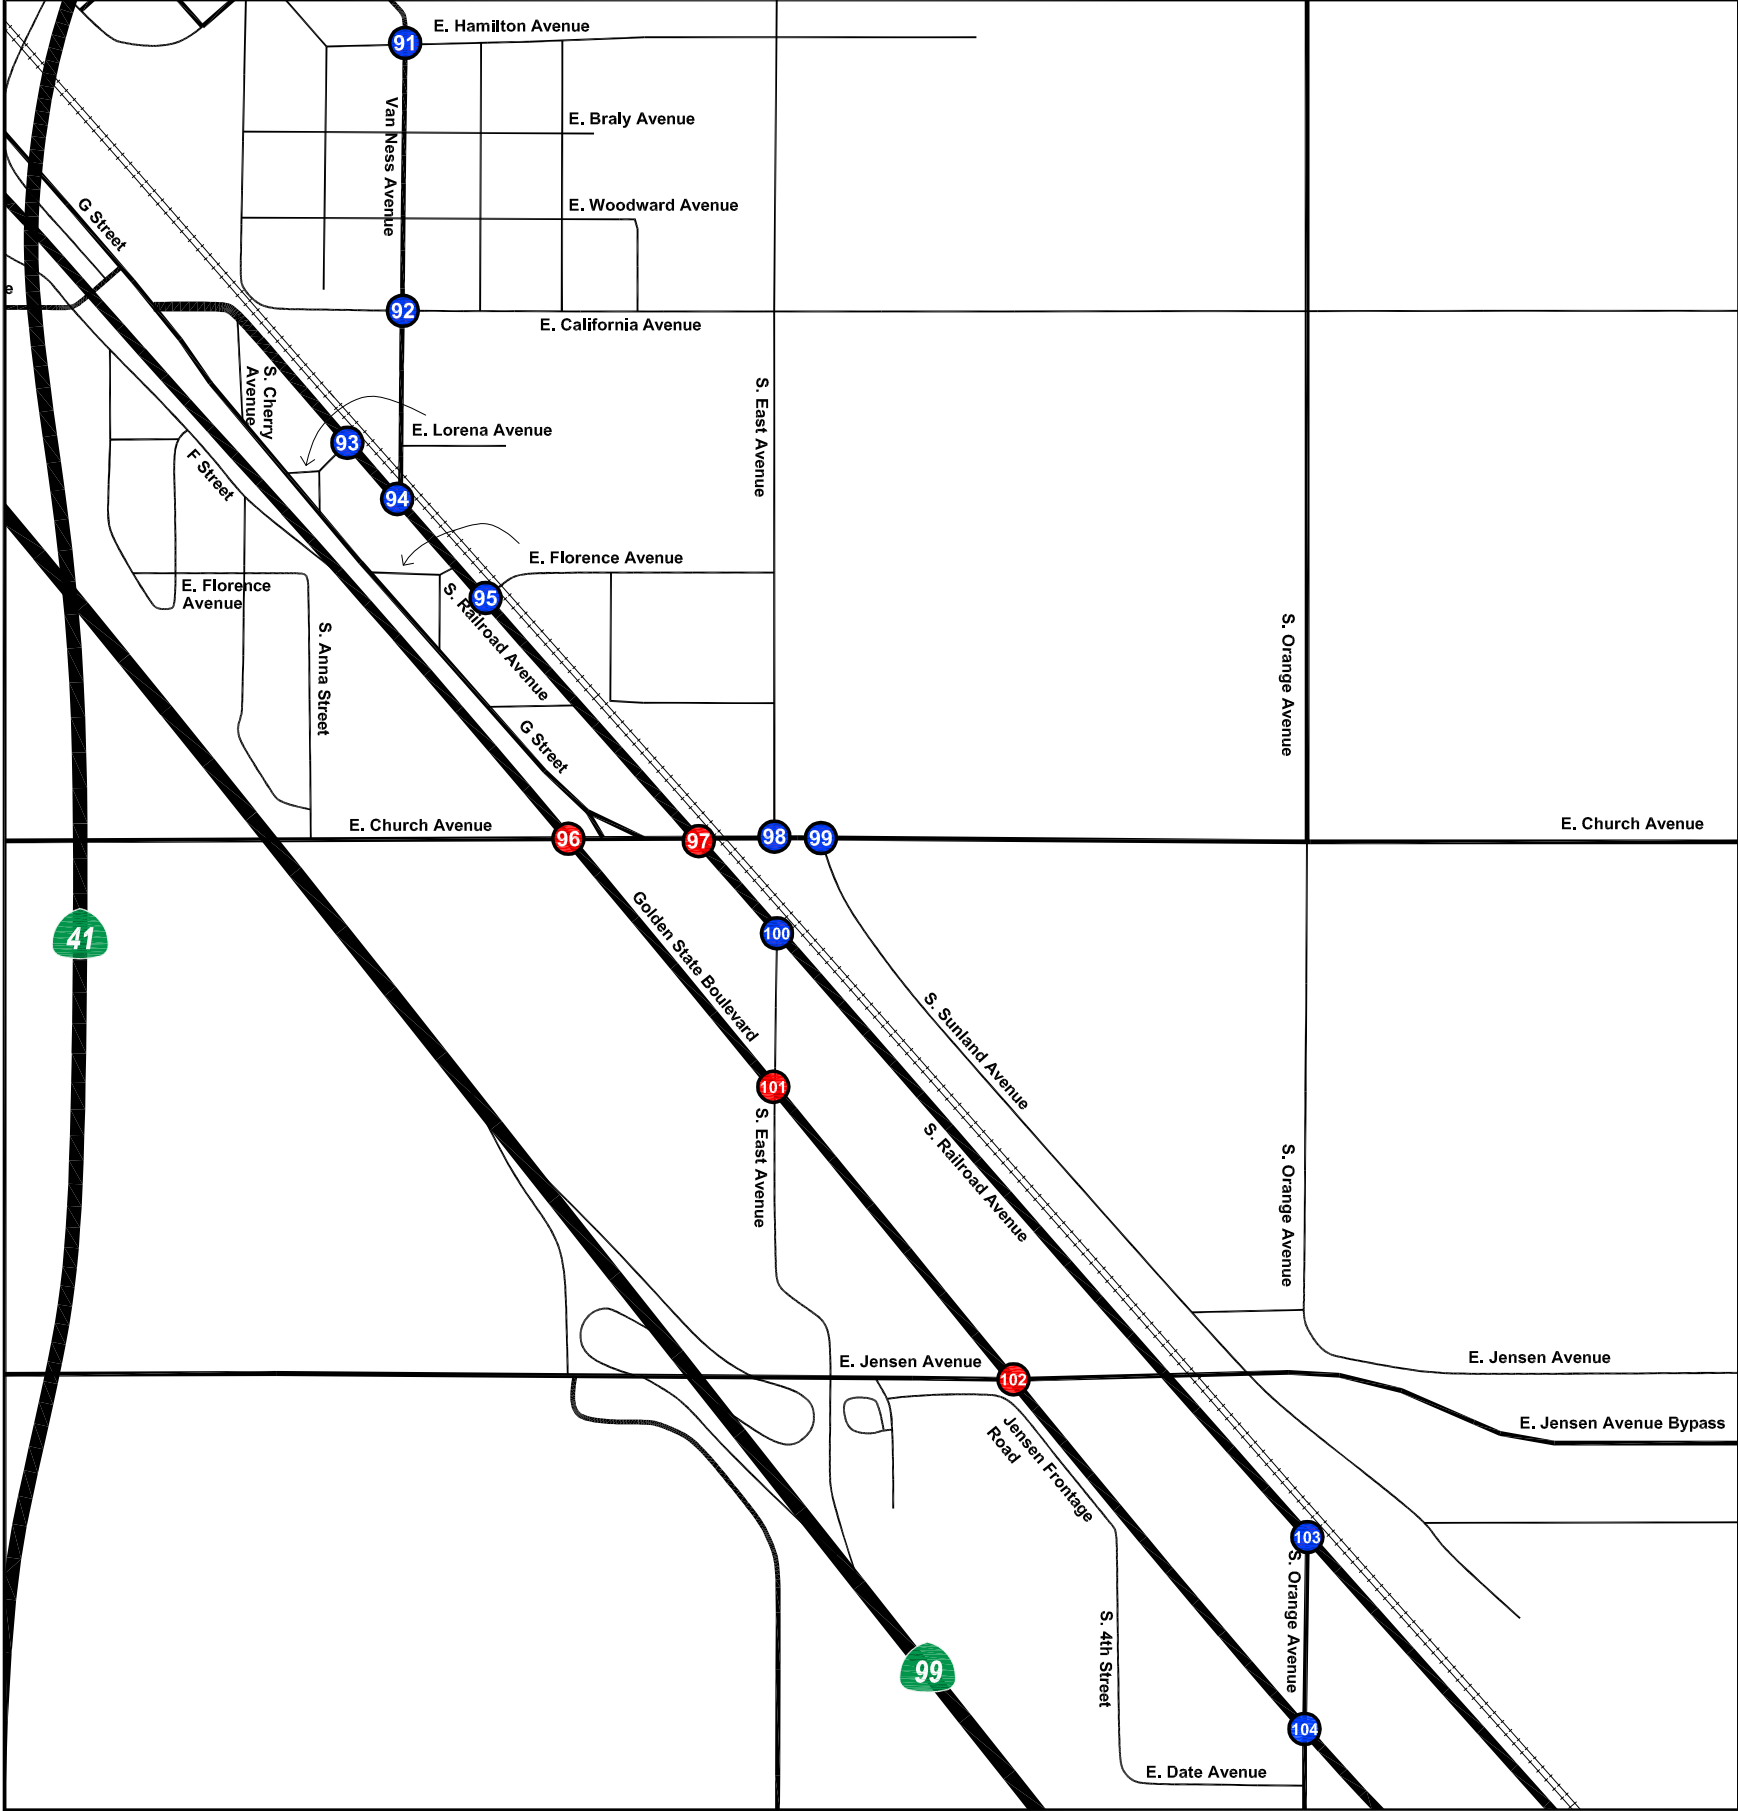 91
E. Hamilton Avenue
Van Ness Avenue
E. Braly Avenue
E. Woodward Avenue
G Street
e
92
E. California Avenue
S. Cherry
Avenue
S. East Avenue
93
E. Lorena Avenue
F Street
94
E. Florence Avenue
E. Florence
Avenue
95
S. Railroad Avenue
S. Anna Street
S. Orange Avenue
G Street
E. Church Avenue
96
97
98
99
E. Church Avenue
41
Golden State Boulevard
100
S. Sunland Avenue
101
S. East Avenue
S. Railroad Avenue
S. Orange Avenue
E. Jensen Avenue
102
E. Jensen Avenue
E. Jensen Avenue Bypass
Jensen Frontage
Road
103
S. Orange Avenue
S. 4th Street
99
104
E. Date Avenue